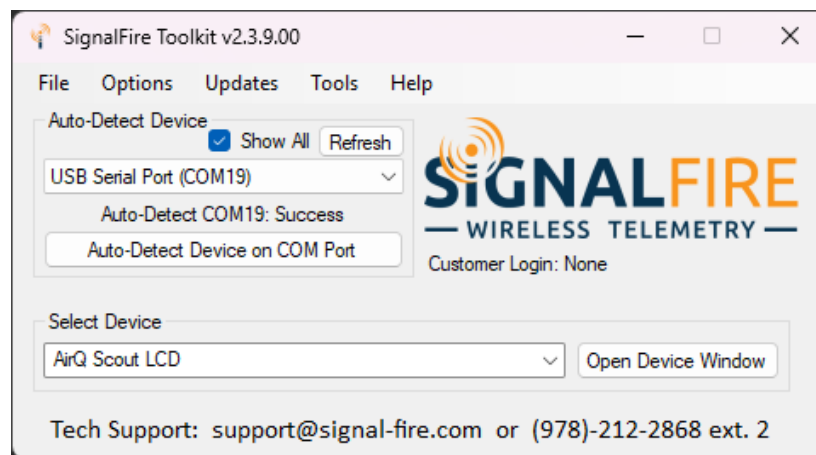 SignalFire Toolkit v2.3.9.00
File Options Updates Tools Help
Auto-Detect Device
Show All Refresh
USB Serial Port (COM19)
Auto-Detect COM19: Success
Auto-Detect Device on COM Port
SIGNALFIRE
WIRELESS TELEMETRY
Customer Login: None
Select Device
AirQ Scout LCD
Open Device Window
Tech Support: support@signal-fire.com or (978)-212-2868 ext. 2